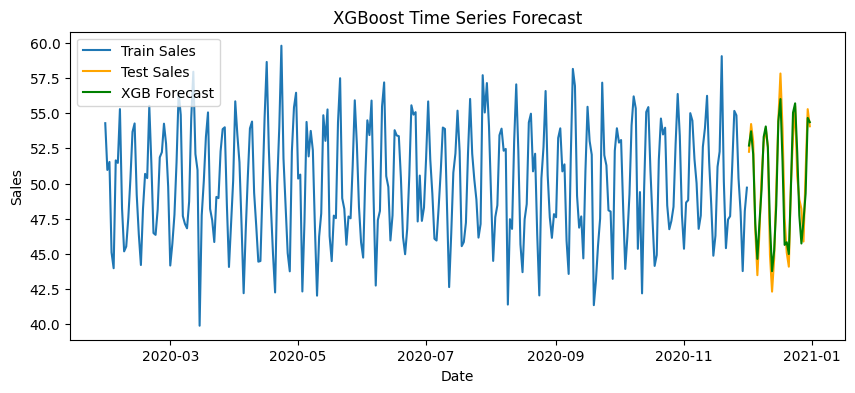 XGBoost Time Series Forecast
Train Sales
Test Sales
XGB Forecast
60.0
57.5
55.0
52.5
50.0
47.5
45.0
42.5
40.0
Sales
2020-03
2020-05
2020-07
2020-09
2020-11
2021-01
Date